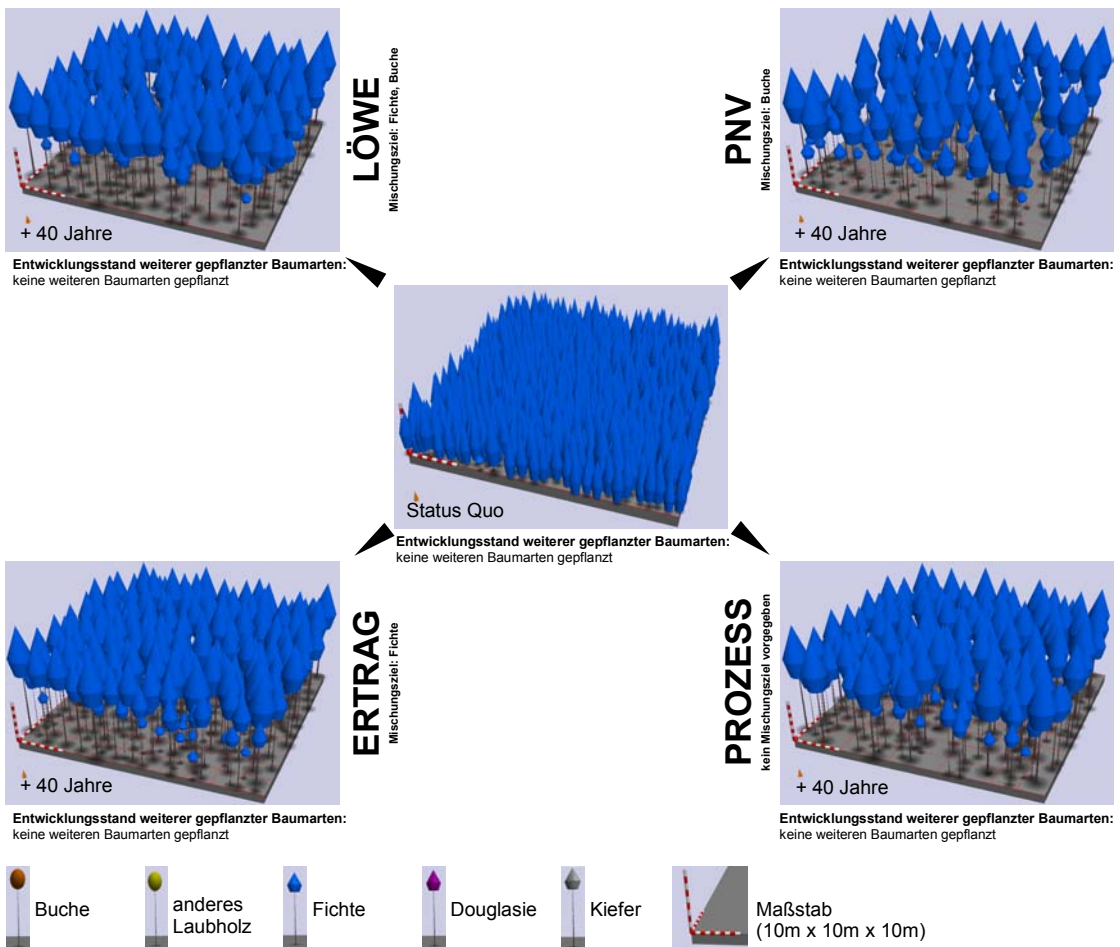 LÖWE
Mischungsziel: Fichte, Buche
+ 40 Jahre
Entwicklungsstand weiterer gepflanzter Baumarten:
keine weiteren Baumarten gepflanzt
PNV
Mischungsziel: Buche
+ 40 Jahre
Entwicklungsstand weiterer gepflanzter Baumarten:
keine weiteren Baumarten gepflanzt
Status Quo
Entwicklungsstand weiterer gepflanzter Baumarten:
keine weiteren Baumarten gepflanzt
ERTRAG
Mischungsziel: Fichte
+ 40 Jahre
Entwicklungsstand weiterer gepflanzter Baumarten:
keine weiteren Baumarten gepflanzt
PROZESS
kein Mischungsziel vorgegeben
+ 40 Jahre
Entwicklungsstand weiterer gepflanzter Baumarten:
keine weiteren Baumarten gepflanzt
Buche
anderes
Laubholz
Fichte
Douglasie
Kiefer
Maßstab
(10m x 10m x 10m)